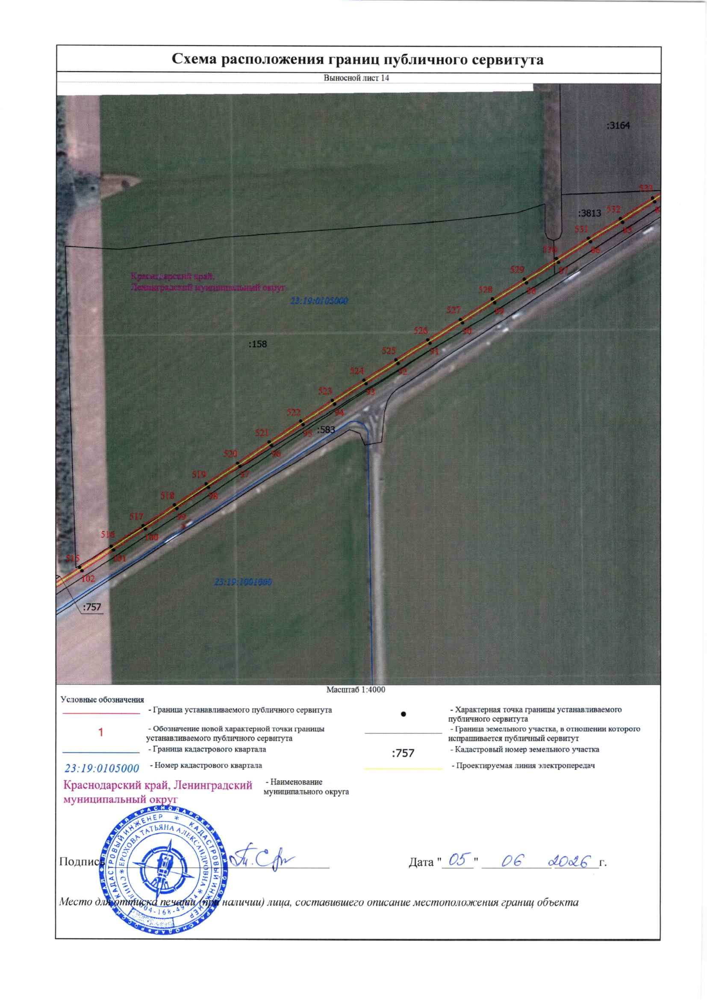 Схема расположения границ публичного сервитута
Выносной лист 14
:3164
533
:3813
532
531
85
86
530
87
529
88
Краснодарский край,
Ленинградский муниципальный округ
528
23:19:0105000
89
527
90
526
:158
91
525
92
524
93
523
94
522
:583
95
521
96
520
97
519
98
518
99
517
100
516
101
515
102
23:19:1001000
:757
Масштаб 1:4000
Условные обозначения
- Граница устанавливаемого публичного сервитута
- Характерная точка границы устанавливаемого
публичного сервитута
1
- Обозначение новой характерной точки границы
устанавливаемого публичного сервитута
- Граница земельного участка, в отношении которого
испрашивается публичный сервитут
- Граница кадастрового квартала
:757
- Кадастровый номер земельного участка
23:19:0105000
- Номер кадастрового квартала
- Проектируемая линия электропередач
Краснодарский край, Ленинградский
муниципальный округ
- Наименование
муниципального округа
КАДАСТРОВЫЙ ИНЖЕНЕР * КАДАСТРОВЫЙ ИНЖЕНЕР
ЕРОХОВА ТАТЬЯНА АЛЕКСАНДРОВНА
Подпись
Дата "05" 06 2026 г.
Место для оттиска печати (при наличии) лица, составившего описание местоположения границ объекта